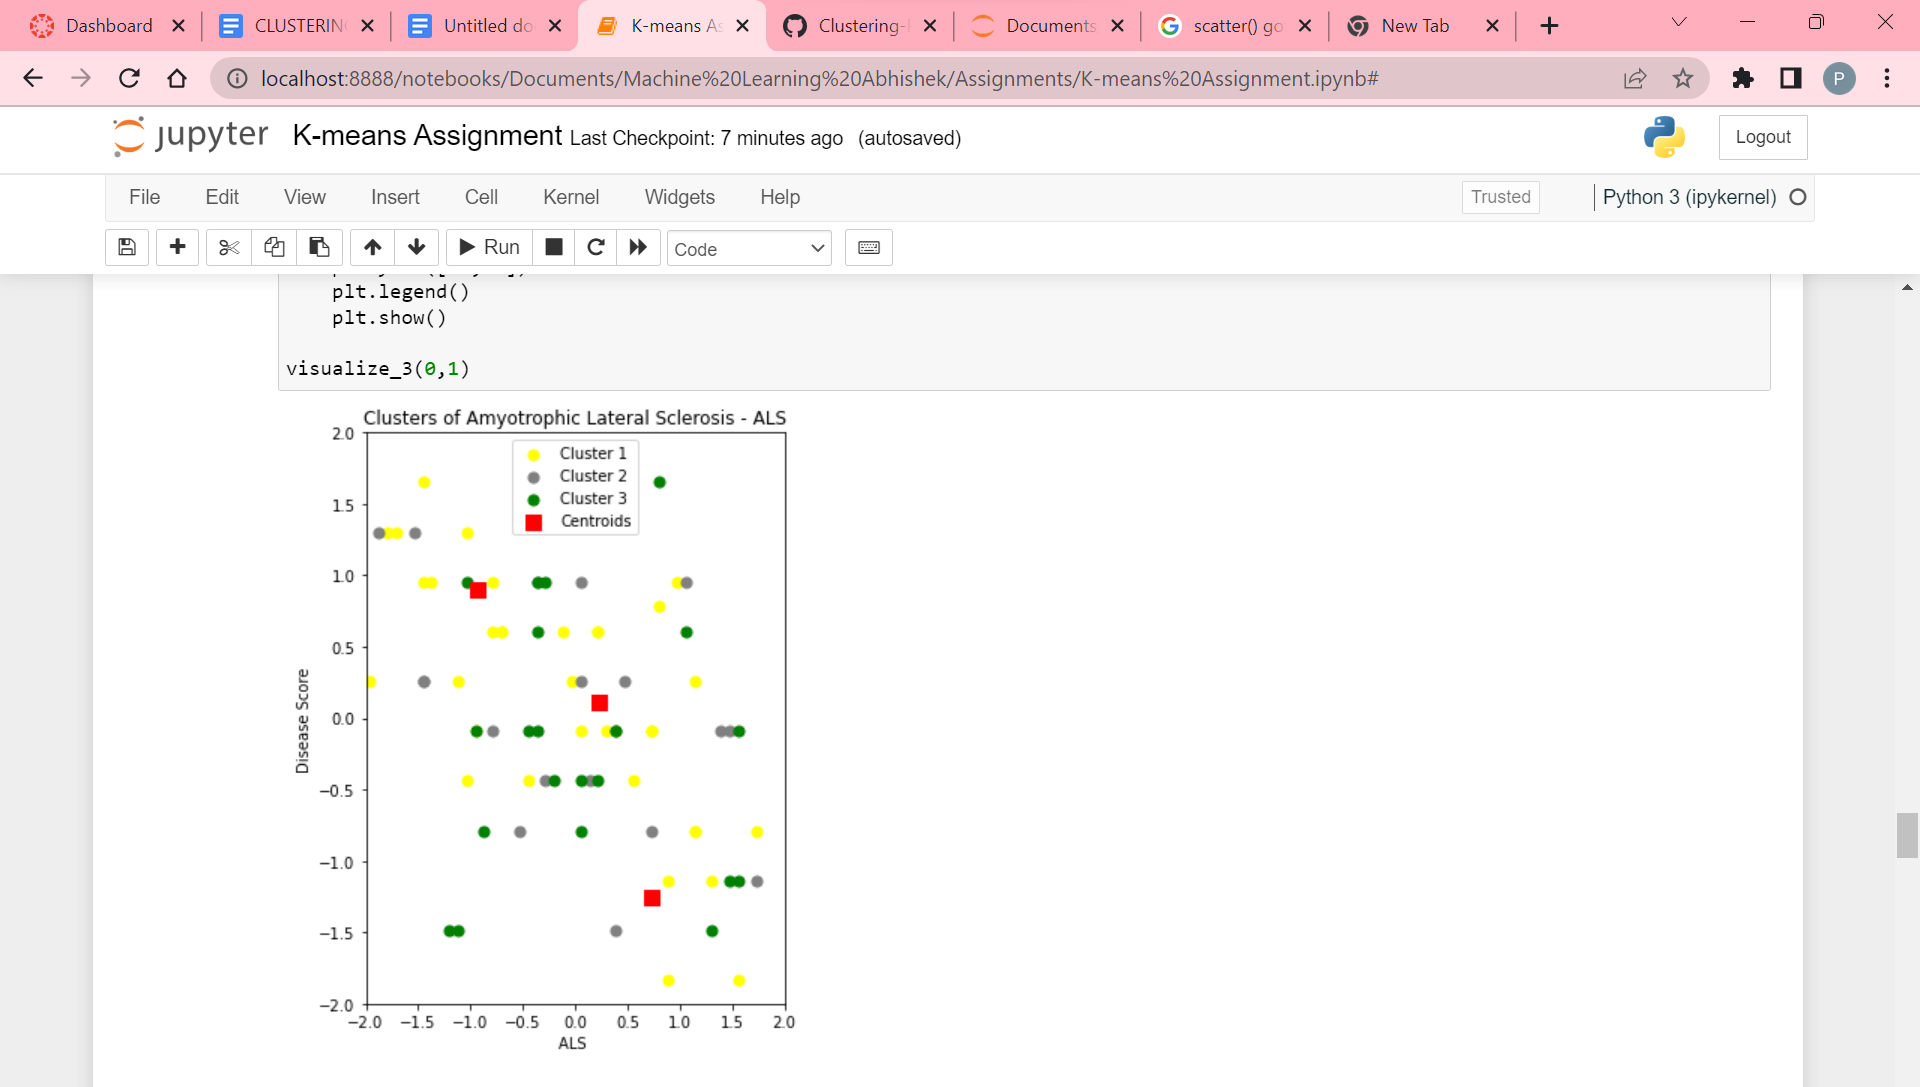 Dashboard
CLUSTERIN
Untitled do
K-means As
Clustering-
Documents
scatter() go
New Tab
localhost:8888/notebooks/Documents/Machine%20Learning%20Abhishek/Assignments/K-means%20Assignment.ipynb#
P
jupyter K-means Assignment Last Checkpoint: 7 minutes ago (autosaved)
Logout
File Edit View Insert Cell Kernel Widgets Help
Trusted
Python 3 (ipykernel)
Run
Code
plt.legend()
plt.show()
visualize_3(0,1)
Clusters of Amyotrophic Lateral Sclerosis - ALS
Cluster 1
Cluster 2
Cluster 3
Centroids
2.0
1.5
1.0
0.5
0.0
−0.5
−1.0
−1.5
−2.0
Disease Score
−2.0 −1.5 −1.0 −0.5 0.0 0.5 1.0 1.5 2.0
ALS